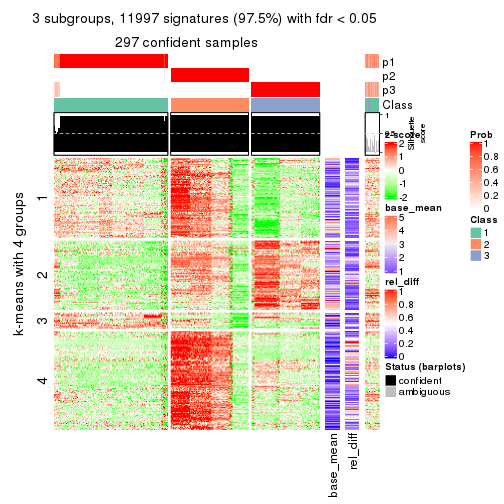 3 subgroups, 11997 signatures (97.5%) with fdr < 0.05
297 confident samples
p1
p2
p3
Class
1
Silhouette
score
z-score
2
1
0
-1
-2
Prob
1
0.8
0.6
0.4
0.2
0
base_mean
5
4
3
2
1
Class
1
2
3
rel_diff
1
0.8
0.6
0.4
0.2
0
Status (barplots)
confident
ambiguous
k-means with 4 groups
1
2
3
4
base_mean
rel_diff